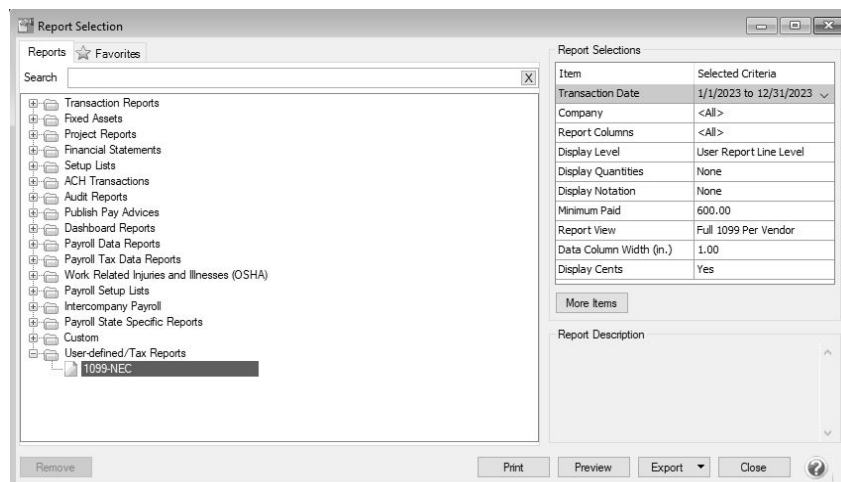 Report Selection
Reports Favorites
Search X
Transaction Reports
Fixed Assets
Project Reports
Financial Statements
Setup Lists
ACH Transactions
Audit Reports
Publish Pay Advices
Dashboard Reports
Payroll Data Reports
Payroll Tax Data Reports
Work Related Injuries and Illnesses (OSHA)
Payroll Setup Lists
Intercompany Payroll
Payroll State Specific Reports
Custom
User-defined/Tax Reports
1099-NEC
Report Selections
Item Selected Criteria
Transaction Date 1/1/2023 to 12/31/2023
Company <All>
Report Columns <All>
Display Level User Report Line Level
Display Quantities None
Display Notation None
Minimum Paid 600.00
Report View Full 1099 Per Vendor
Data Column Width (in.) 1.00
Display Cents Yes
More Items
Report Description
Remove Print Preview Export Close ?